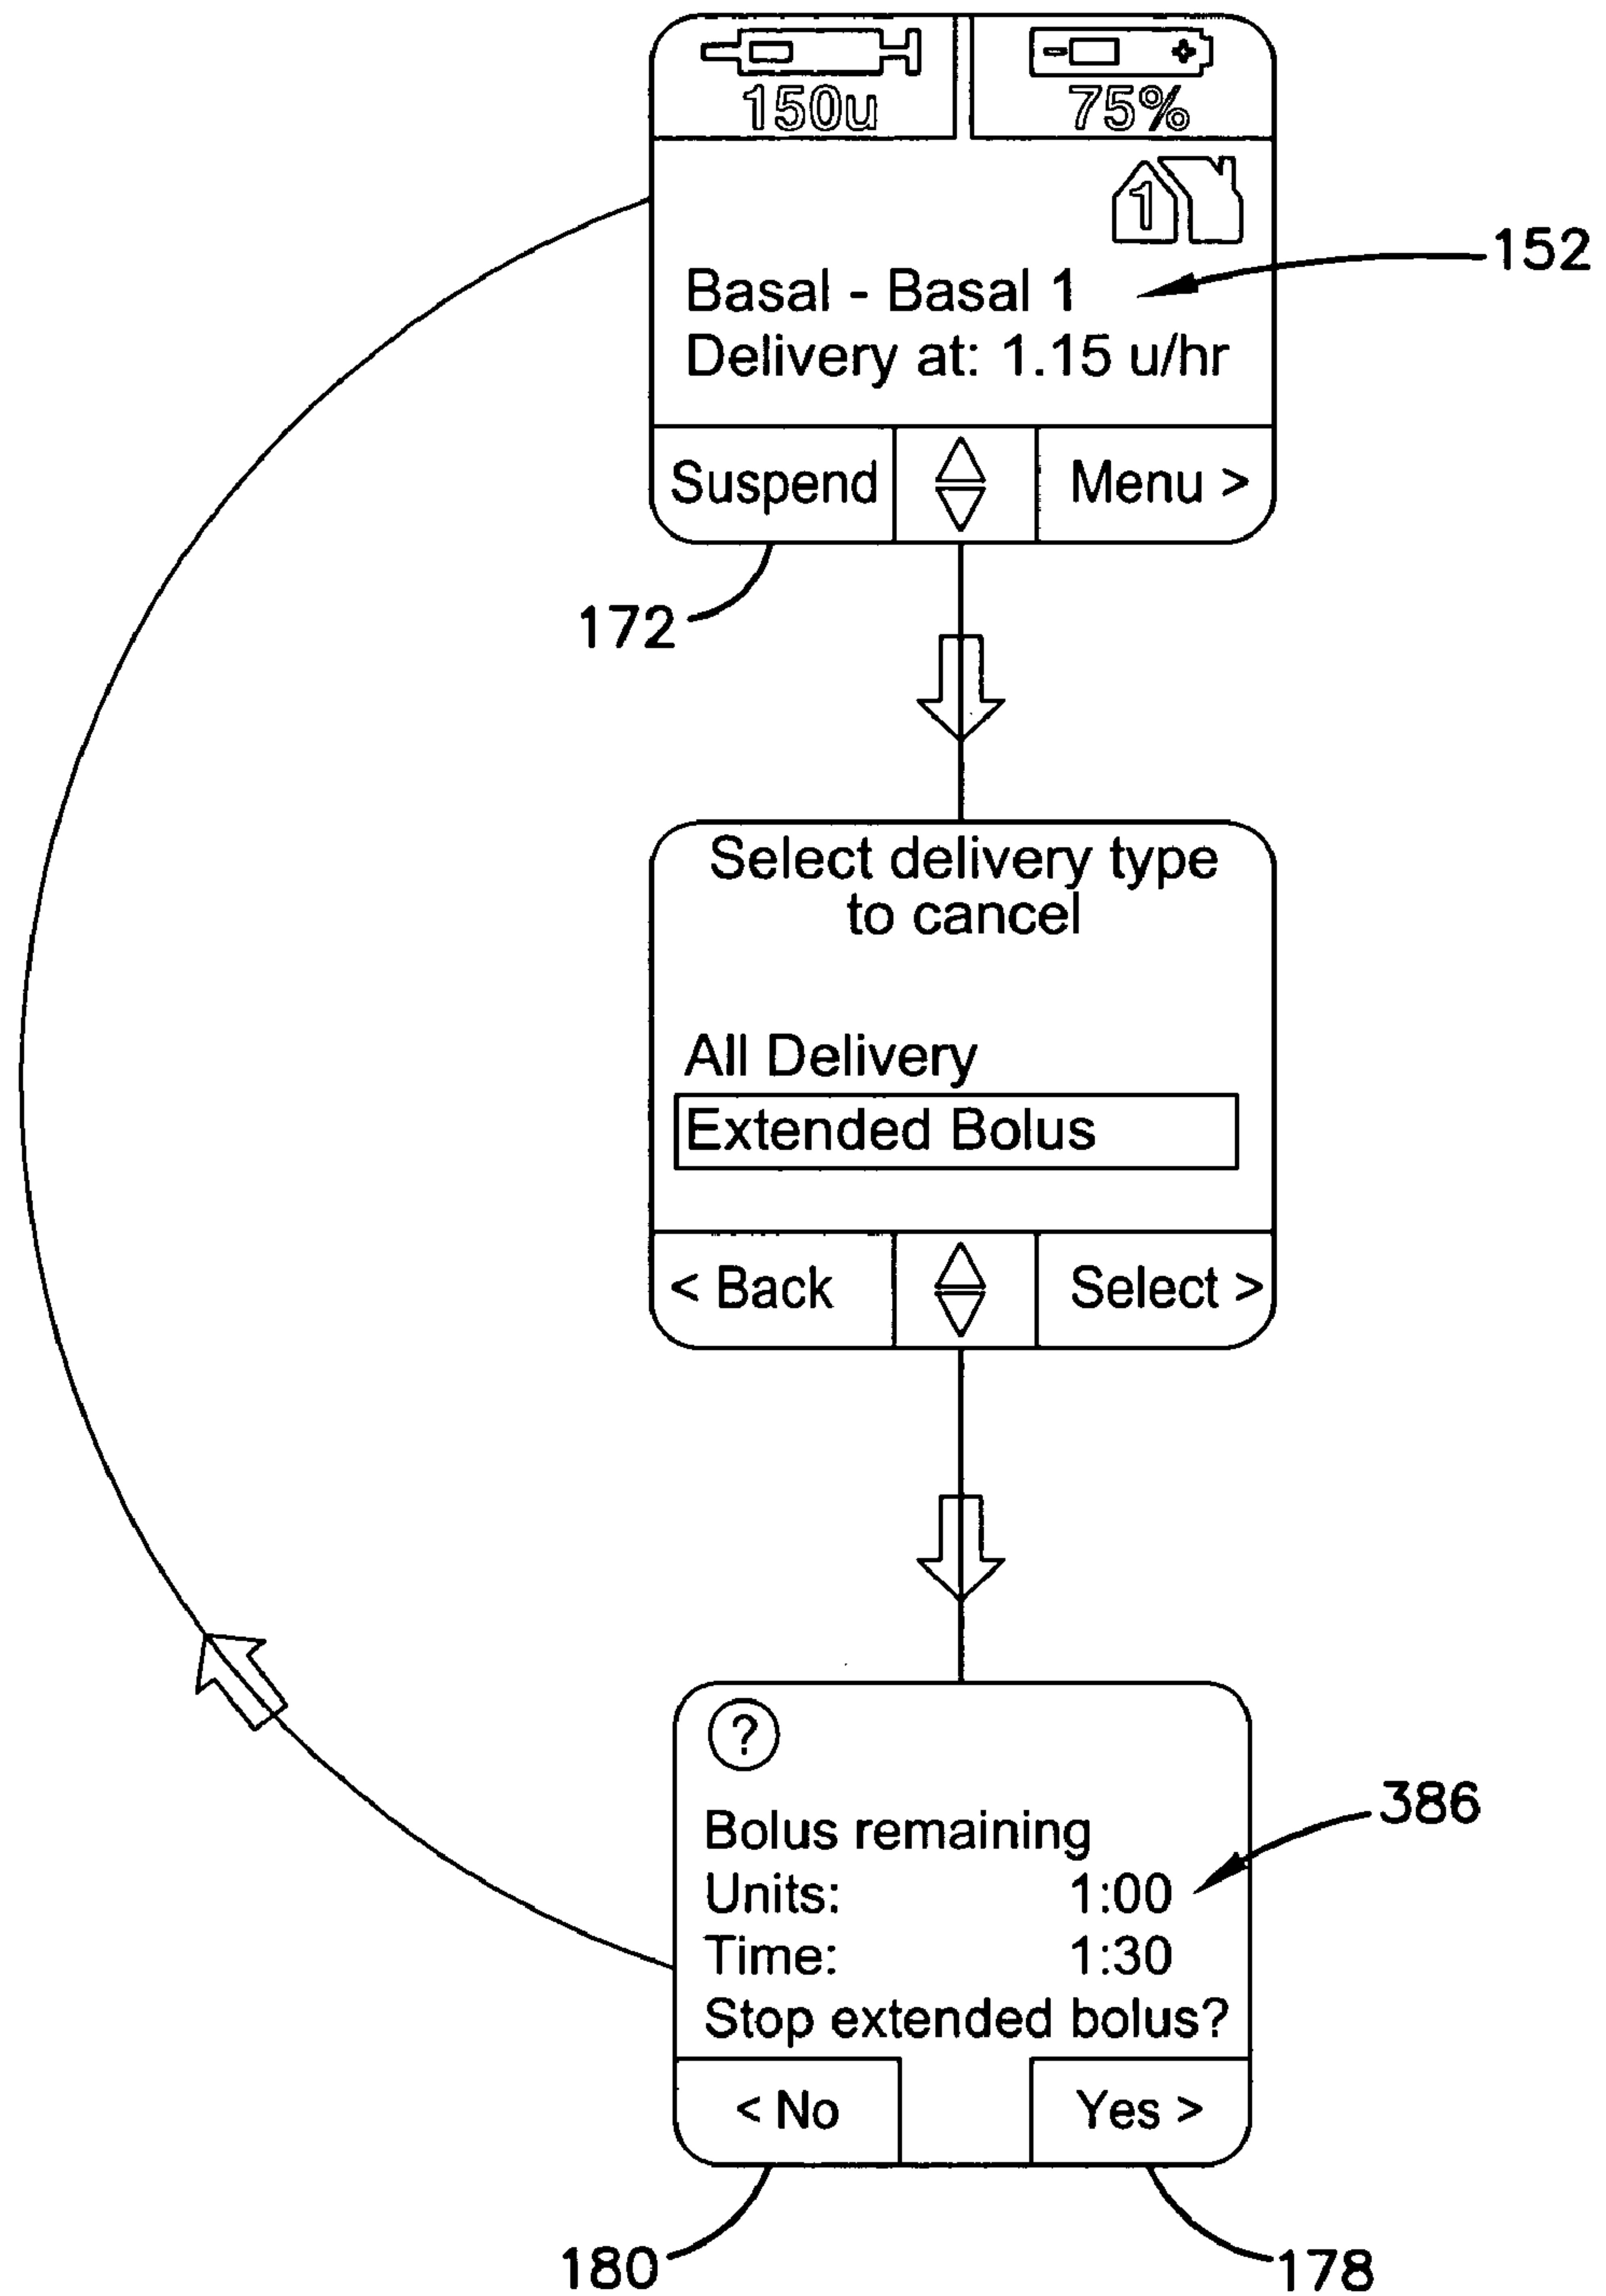 150u
75%
1
152
Basal - Basal 1
Delivery at: 1.15 u/hr
Suspend
Menu >
172
Select delivery type
to cancel
All Delivery
Extended Bolus
< Back
Select >
?
386
Bolus remaining
Units: 1:00
Time: 1:30
Stop extended bolus?
< No
Yes >
180
178